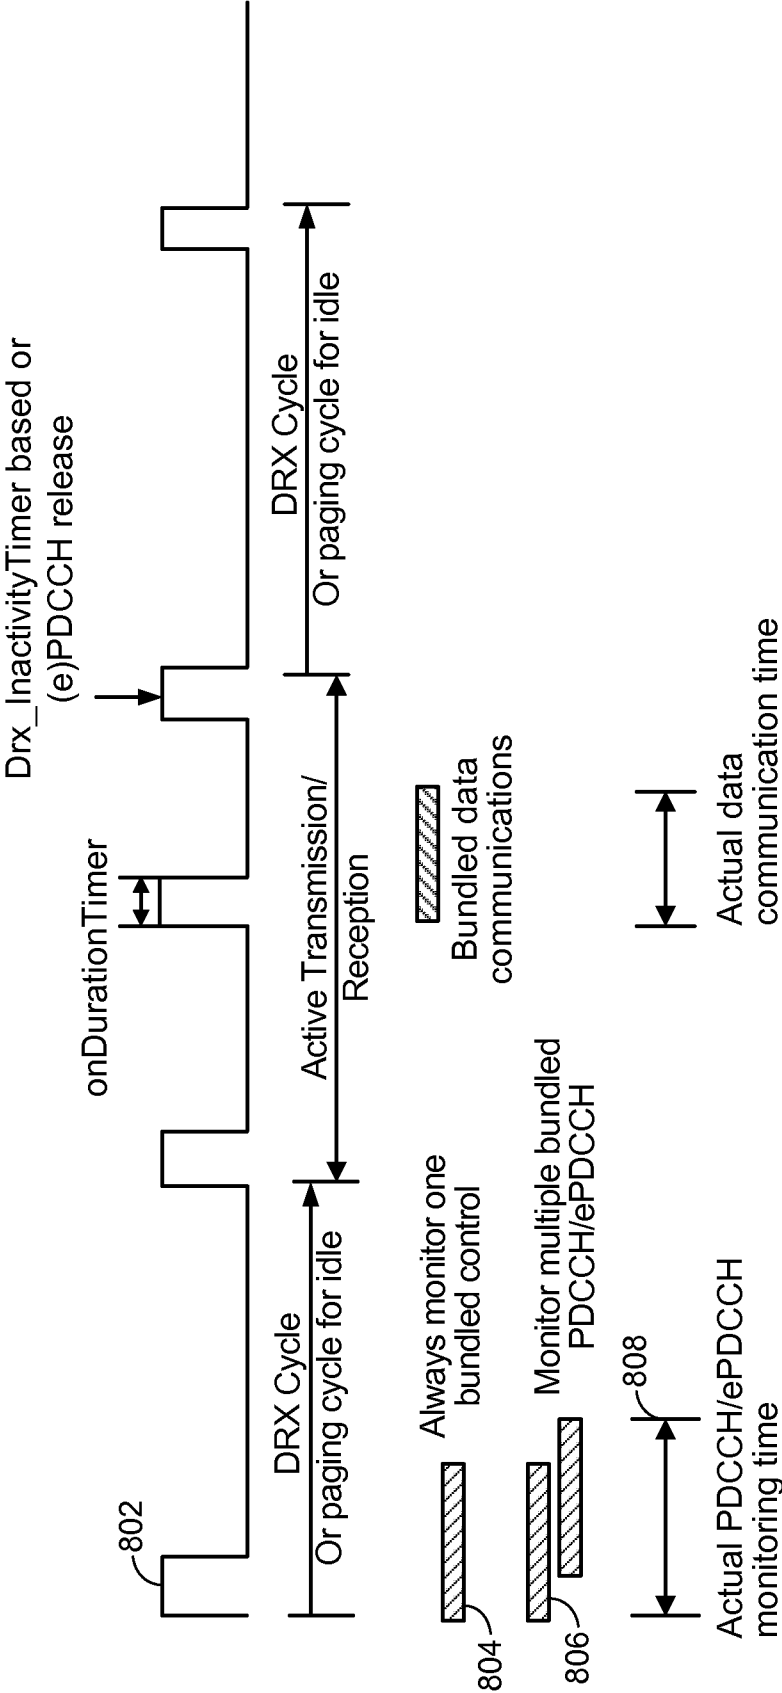 Drx_InactivityTimer based or
(e)PDCCH release
onDurationTimer
802
DRX Cycle
Or paging cycle for idle
Active Transmission/
Reception
DRX Cycle
Or paging cycle for idle
804
Always monitor one
bundled control
Bundled data
communications
806
Monitor multiple bundled
PDCCH/ePDCCH
808
Actual PDCCH/ePDCCH
monitoring time
Actual data
communication time